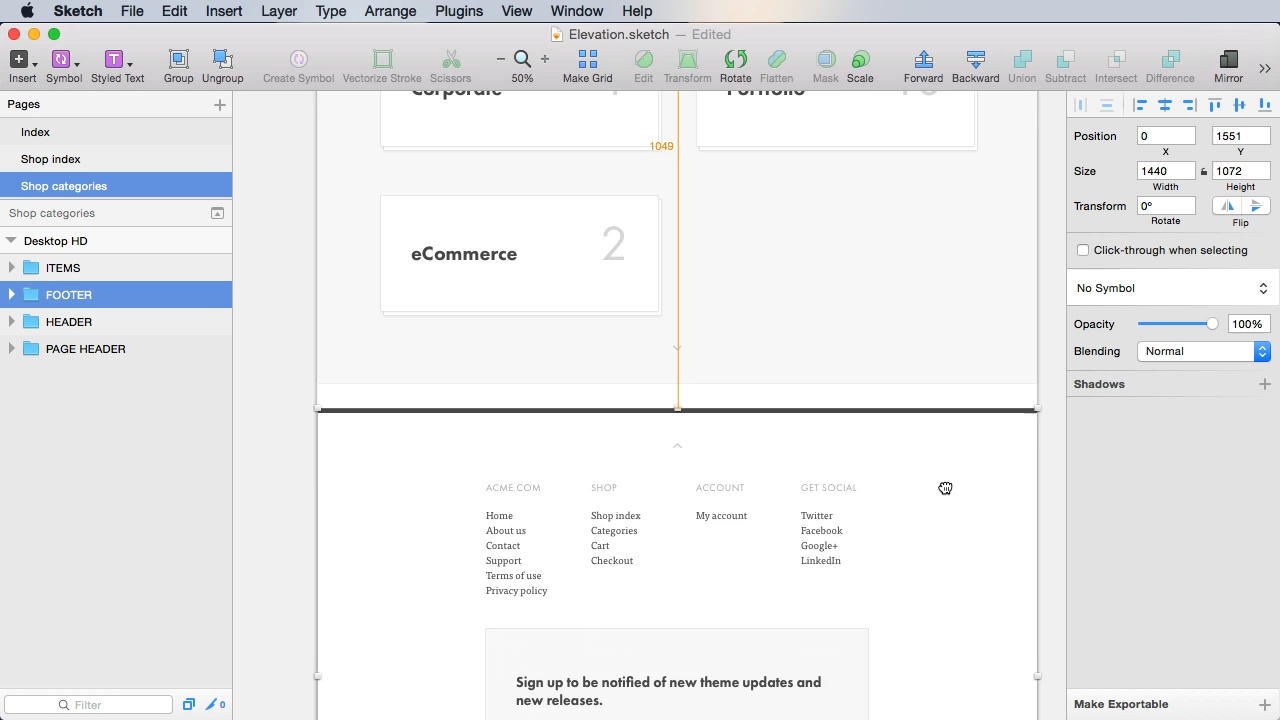 Sketch File Edit Insert Layer Type Arrange Plugins View Window Help
Elevation.sketch — Edited
Insert Symbol Styled Text Group Ungroup Create Symbol Vectorize Stroke Scissors 50% Make Grid Edit Transform Rotate Flatten Mask Scale Forward Backward Union Subtract Intersect Difference Mirror
Pages
Index
Shop index
Shop categories
Shop categories
Desktop HD
ITEMS
FOOTER
HEADER
PAGE HEADER
Filter
0
Corporate
Portfolio
1049
eCommerce 2
ACME.COM
Home
About us
Contact
Support
Terms of use
Privacy policy
SHOP
Shop index
Categories
Cart
Checkout
ACCOUNT
My account
GET SOCIAL
Twitter
Facebook
Google+
LinkedIn
Sign up to be notified of new theme updates and
new releases.
Position 0 1551
X Y
Size 1440 1072
Width Height
Transform 0°
Rotate Flip
Click-through when selecting
No Symbol
Opacity 100%
Blending Normal
Shadows
Make Exportable